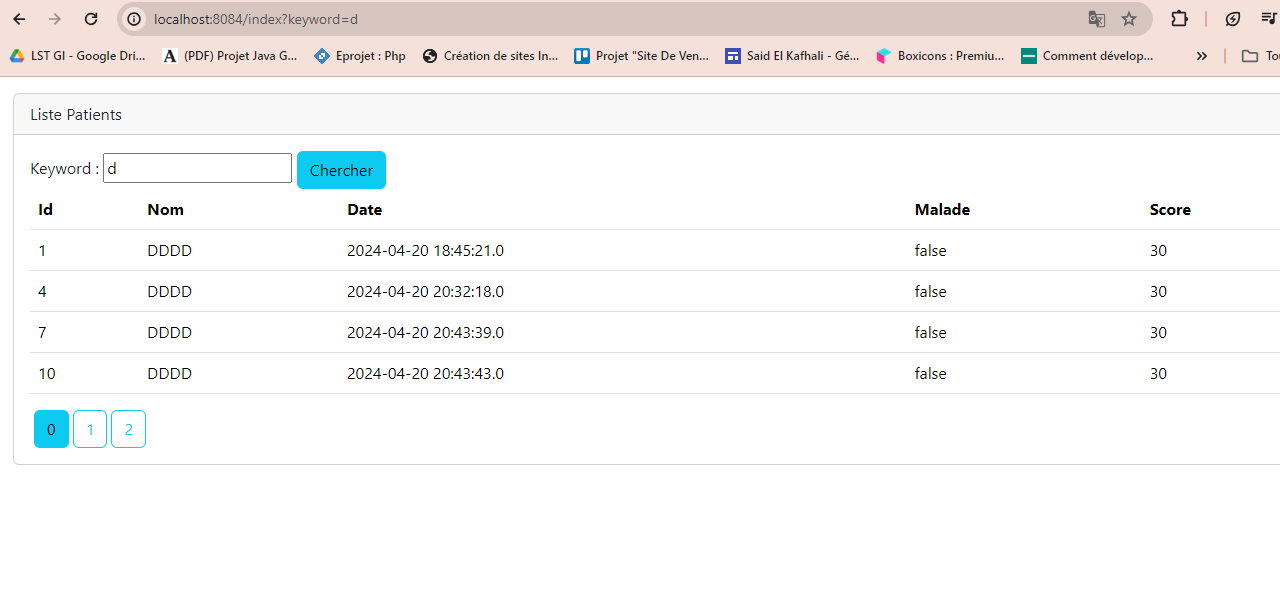 localhost:8084/index?keyword=d
LST GI - Google Dri... (PDF) Projet Java G... Eprojet : Php Création de sites In... Projet "Site De Ven... Said El Kafhali - Gé... Boxicons : Premiu... Comment dévelop... » Tou
Liste Patients
Keyword : d Chercher
Id Nom Date Malade Score
1 DDDD 2024-04-20 18:45:21.0 false 30
4 DDDD 2024-04-20 20:32:18.0 false 30
7 DDDD 2024-04-20 20:43:39.0 false 30
10 DDDD 2024-04-20 20:43:43.0 false 30
0 1 2